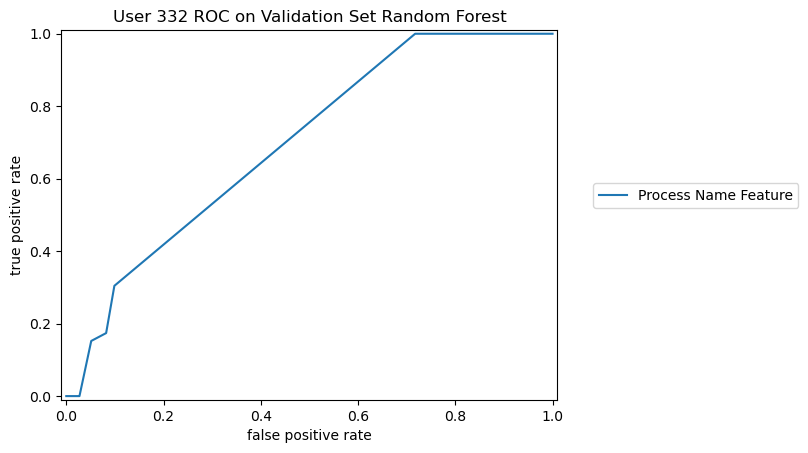 User 332 ROC on Validation Set Random Forest
1.0
0.8
0.6
0.4
0.2
0.0
true positive rate
0.0 0.2 0.4 0.6 0.8 1.0
false positive rate
Process Name Feature